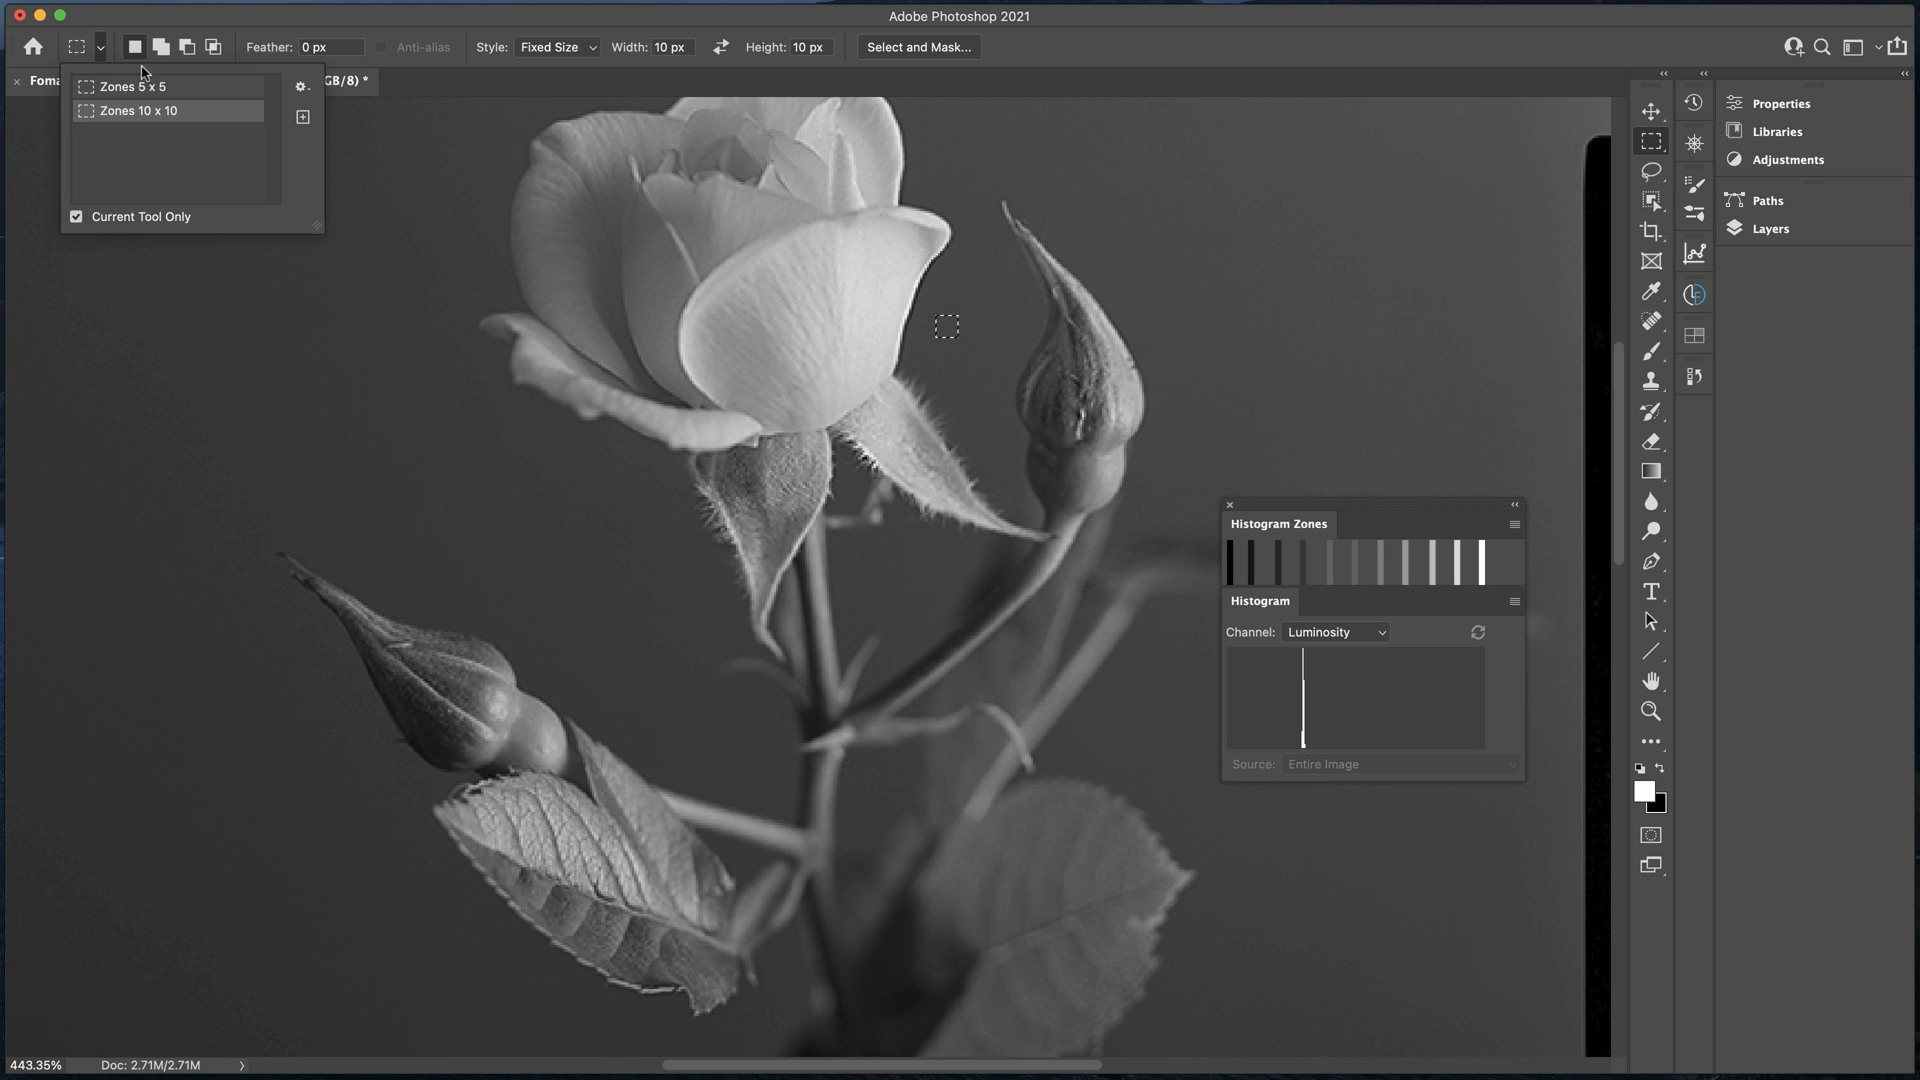 Adobe Photoshop 2021
Feather: 0 px Anti-alias Style: Fixed Size Width: 10 px Height: 10 px Select and Mask...
× Foma GB/8) *
Zones 5 x 5
Zones 10 x 10
Current Tool Only
Properties
Libraries
Adjustments
Paths
Layers
Histogram Zones
Histogram
Channel: Luminosity
Source: Entire Image
443.35% Doc: 2.71M/2.71M